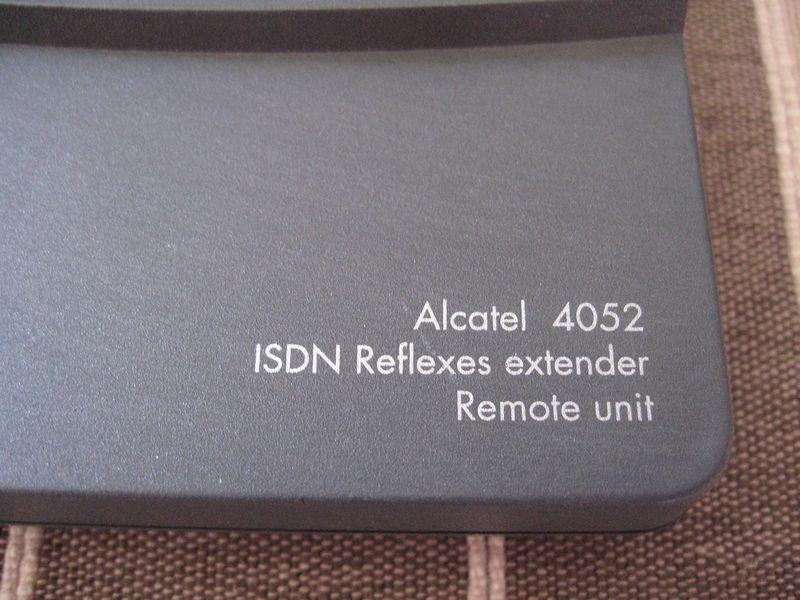 Alcatel 4052
ISDN Reflexes extender
Remote unit